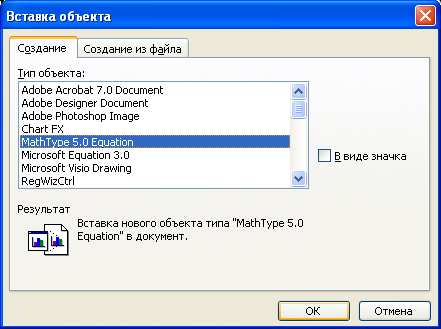 Вставка объекта
Создание
Создание из файла
Тип объекта:
Adobe Acrobat 7.0 Document
Adobe Designer Document
Adobe Photoshop Image
Chart FX
MathType 5.0 Equation
Microsoft Equation 3.0
Microsoft Visio Drawing
RegWizCtrl
В виде значка
Результат
Вставка нового объекта типа "MathType 5.0
Equation" в документ.
ОК
Отмена